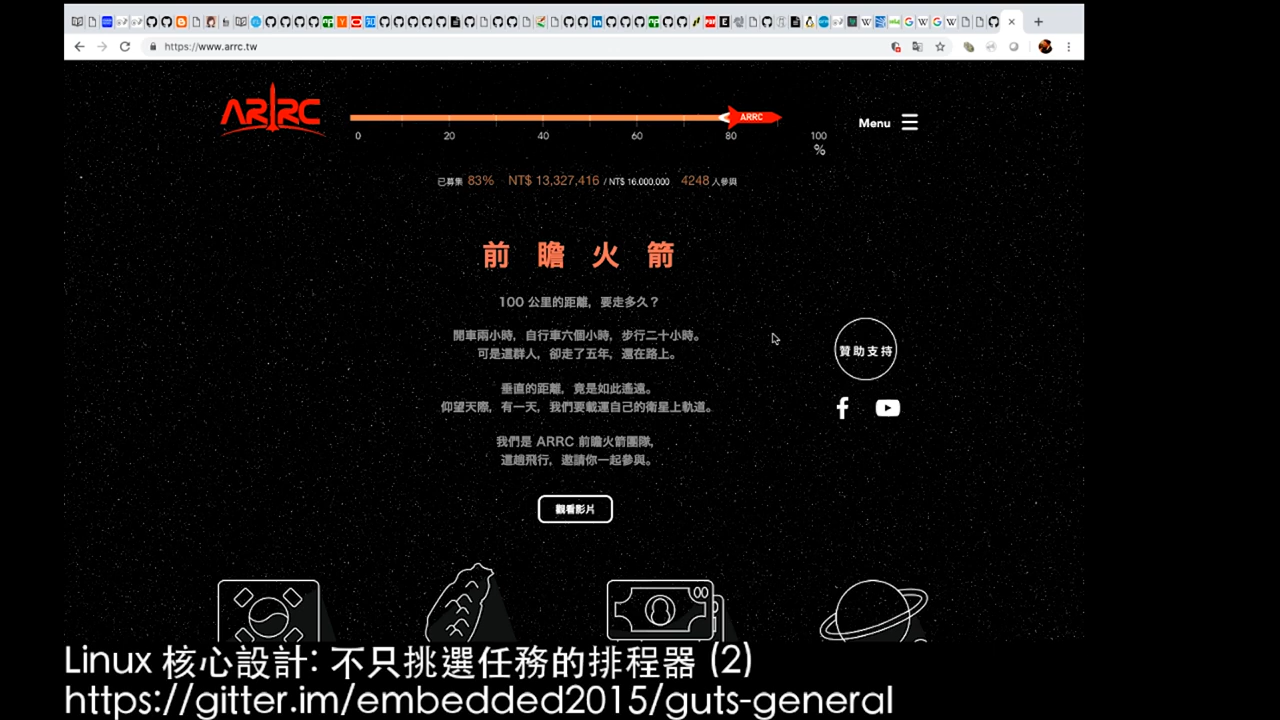 https://www.arrc.tw
ARRC
ARRC
0 20 40 60 80 100
%
Menu
已募集 83% NT$ 13,327,416 / NT$ 16,000,000 4248 人參與
前瞻火箭
100 公里的距離，要走多久？
開車兩小時，自行車六個小時，步行二十小時。
可是這群人，卻走了五年，還在路上。
垂直的距離，竟是如此遙遠。
仰望天際，有一天，我們要載運自己的衛星上軌道。
我們是 ARRC 前瞻火箭團隊，
這趟飛行，邀請你一起參與。
贊助支持
觀看影片
Linux 核心設計: 不只挑選任務的排程器 (2)
https://gitter.im/embedded2015/guts-general